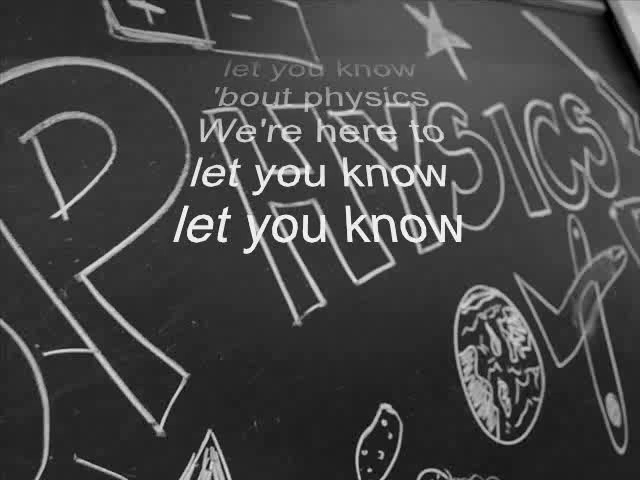 let you know
'bout physics
We're here to
let you know
let you know
PHYSICS
+ -